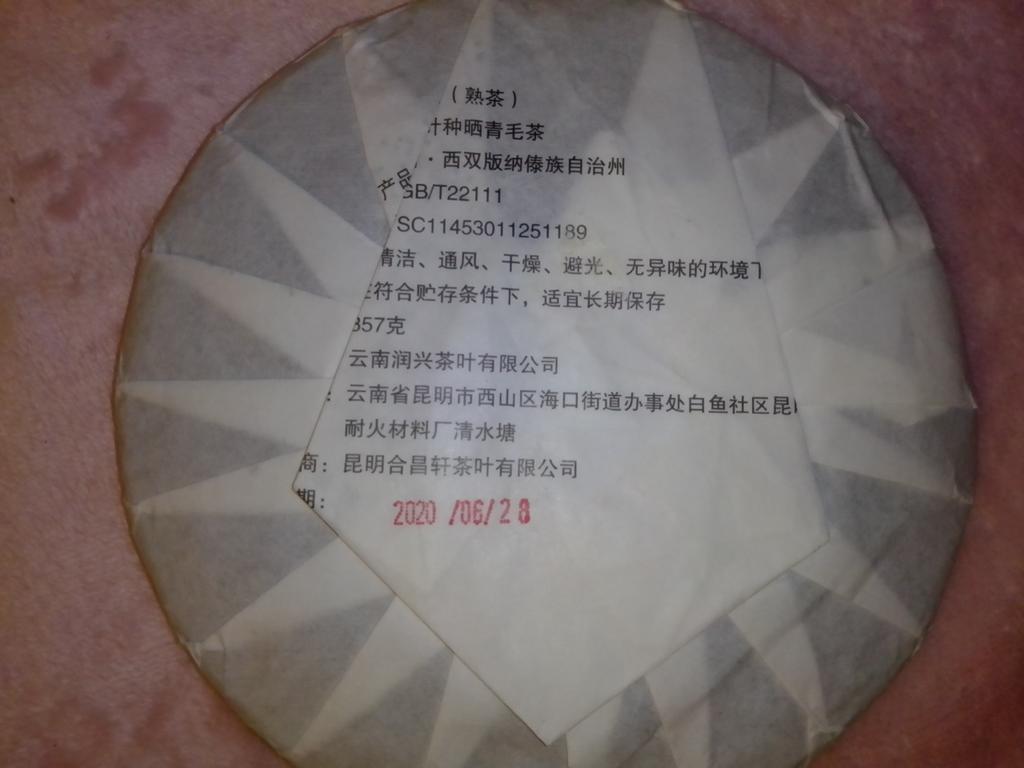 （熟茶）
种晒青毛茶
·西双版纳傣族自治州
产品
GB/T22111
SC11453011251189
清洁、通风、干燥、避光、无异味的环境
符合贮存条件下，适宜长期保存
357克
云南润兴茶叶有限公司
：云南省昆明市西山区海口街道办事处白鱼社区昆
耐火材料厂清水塘
商：昆明合昌轩茶叶有限公司
期：
2020/06/28